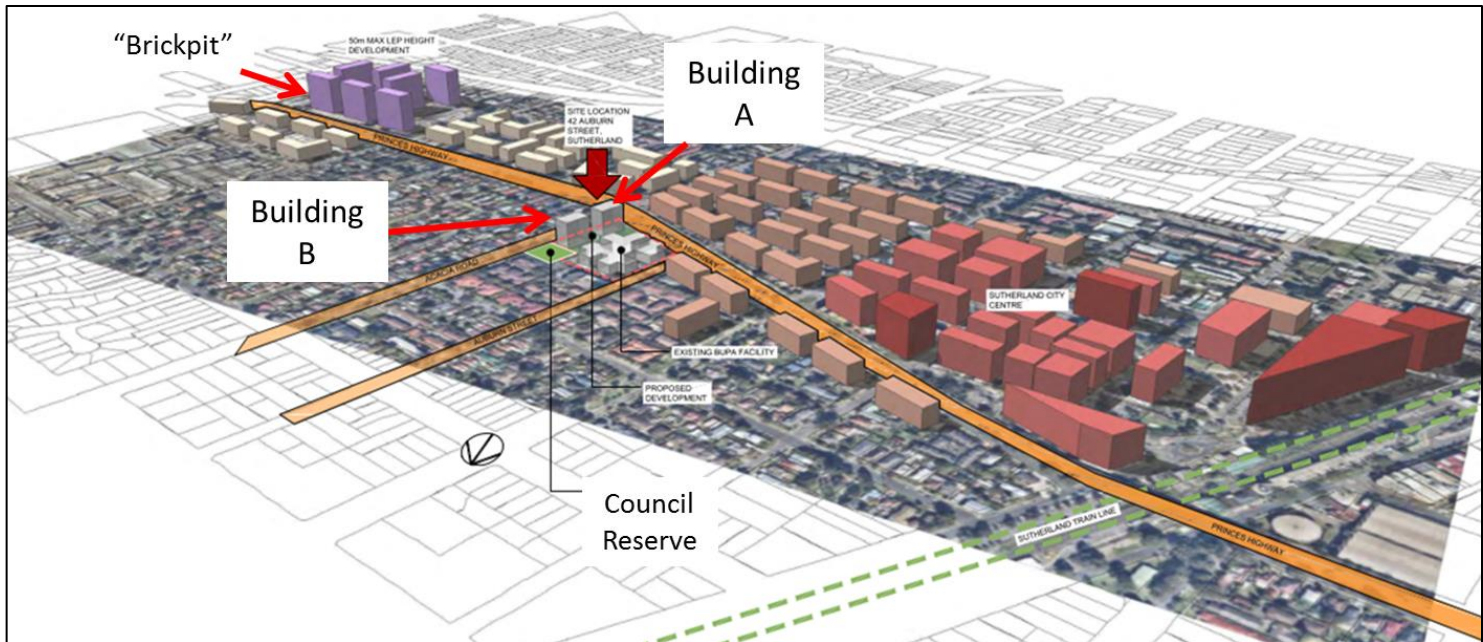 50m MAX LEP HEIGHT
DEVELOPMENT
“Brickpit”
Building
A
SITE LOCATION
42 AUBURN
STREET,
SUTHERLAND
PRINCES HIGHWAY
Building
B
PRINCES HIGHWAY
ACACIA ROAD
SUTHERLAND CITY
CENTRE
AUBURN STREET
EXISTING BUPA FACILITY
PROPOSED
DEVELOPMENT
Council
Reserve
SUTHERLAND TRAIN LINE
PRINCES HIGHWAY